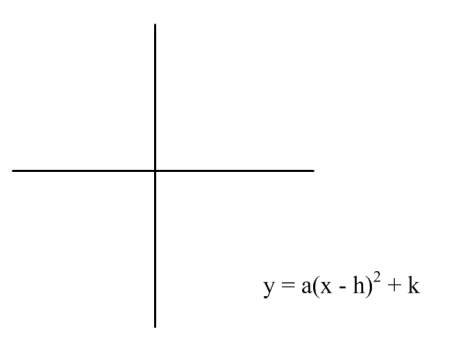 y = a(x - h)² + k